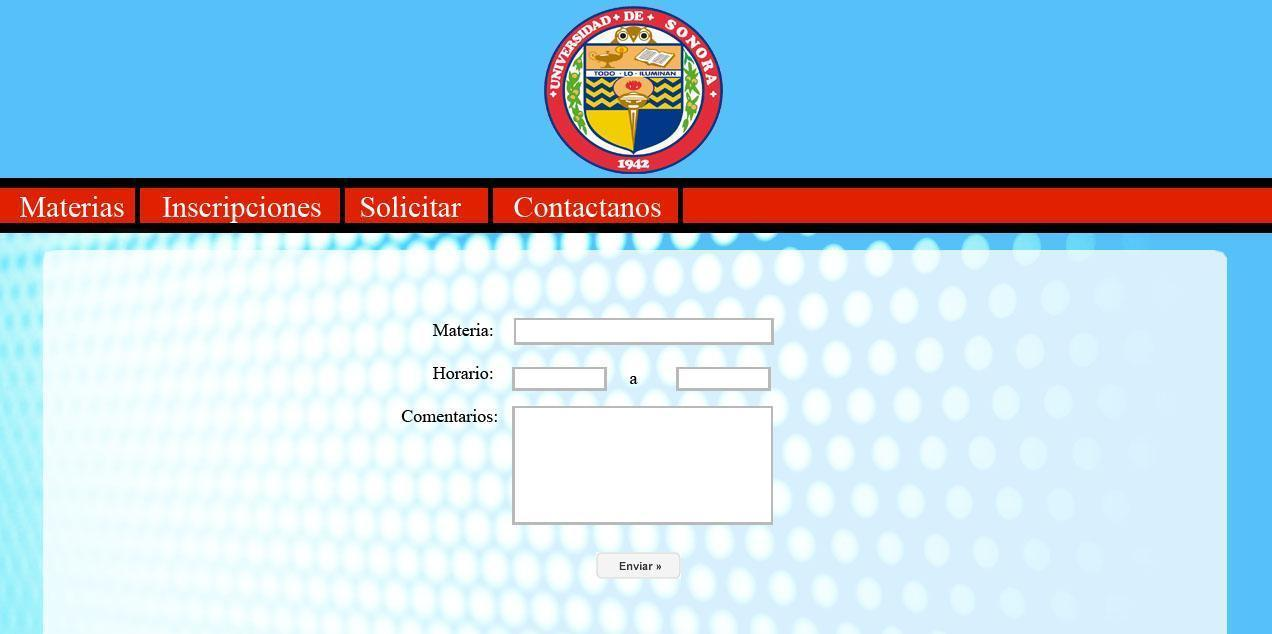 + UNIVERSIDAD + DE + SONORA +
TODO - LO - ILUMINAN
1942
Materias Inscripciones Solicitar Contactanos
Materia:
Horario: a
Comentarios:
Enviar »